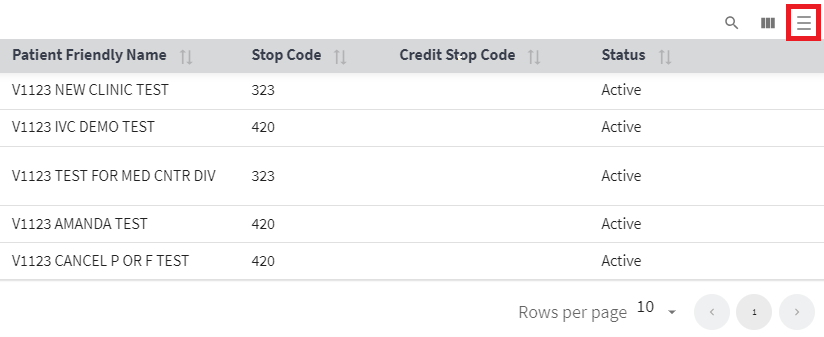 Patient Friendly Name Stop Code Credit Stop Code Status
V1123 NEW CLINIC TEST 323 Active
V1123 IVC DEMO TEST 420 Active
V1123 TEST FOR MED CNTR DIV 323 Active
V1123 AMANDA TEST 420 Active
V1123 CANCEL P OR F TEST 420 Active
Rows per page 10 1